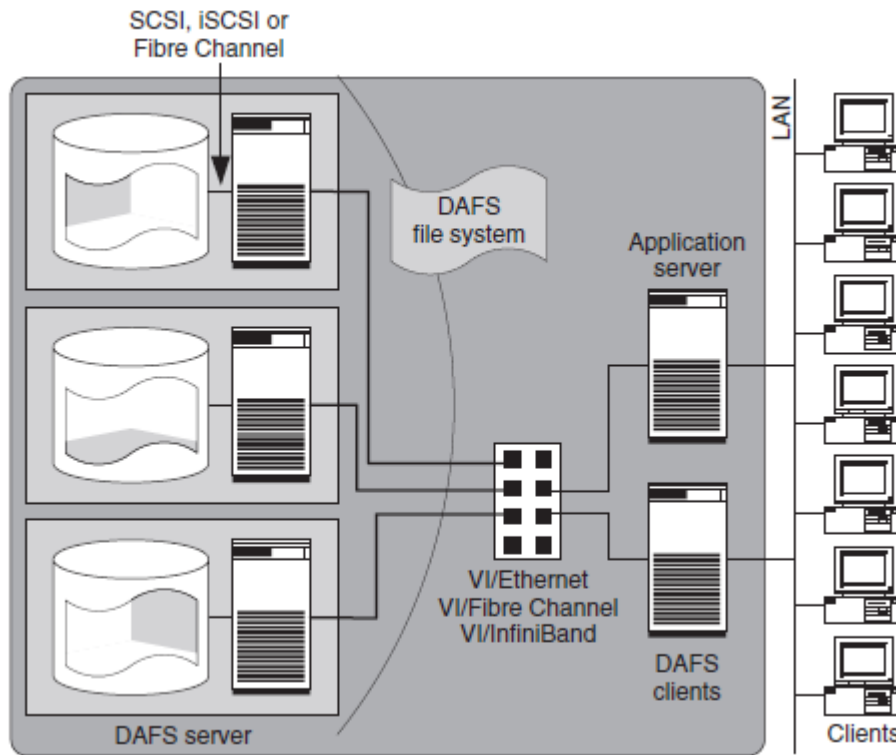 SCSI, iSCSI or
Fibre Channel
LAN
DAFS
file system
Application
server
VI/Ethernet
VI/Fibre Channel
VI/InfiniBand
DAFS
clients
DAFS server
Clients